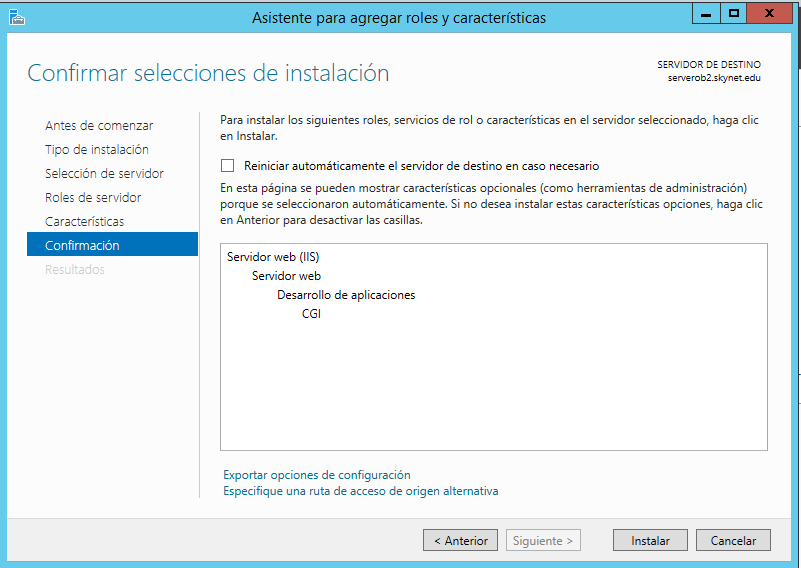 Asistente para agregar roles y características
Confirmar selecciones de instalación
SERVIDOR DE DESTINO
serverob2.skynet.edu
Antes de comenzar
Tipo de instalación
Selección de servidor
Roles de servidor
Características
Confirmación
Resultados
Para instalar los siguientes roles, servicios de rol o características en el servidor seleccionado, haga clic
en Instalar.
Reiniciar automáticamente el servidor de destino en caso necesario
En esta página se pueden mostrar características opcionales (como herramientas de administración)
porque se seleccionaron automáticamente. Si no desea instalar estas características opciones, haga clic
en Anterior para desactivar las casillas.
Servidor web (IIS)
Servidor web
Desarrollo de aplicaciones
CGI
Exportar opciones de configuración
Especifique una ruta de acceso de origen alternativa
< Anterior
Siguiente >
Instalar
Cancelar